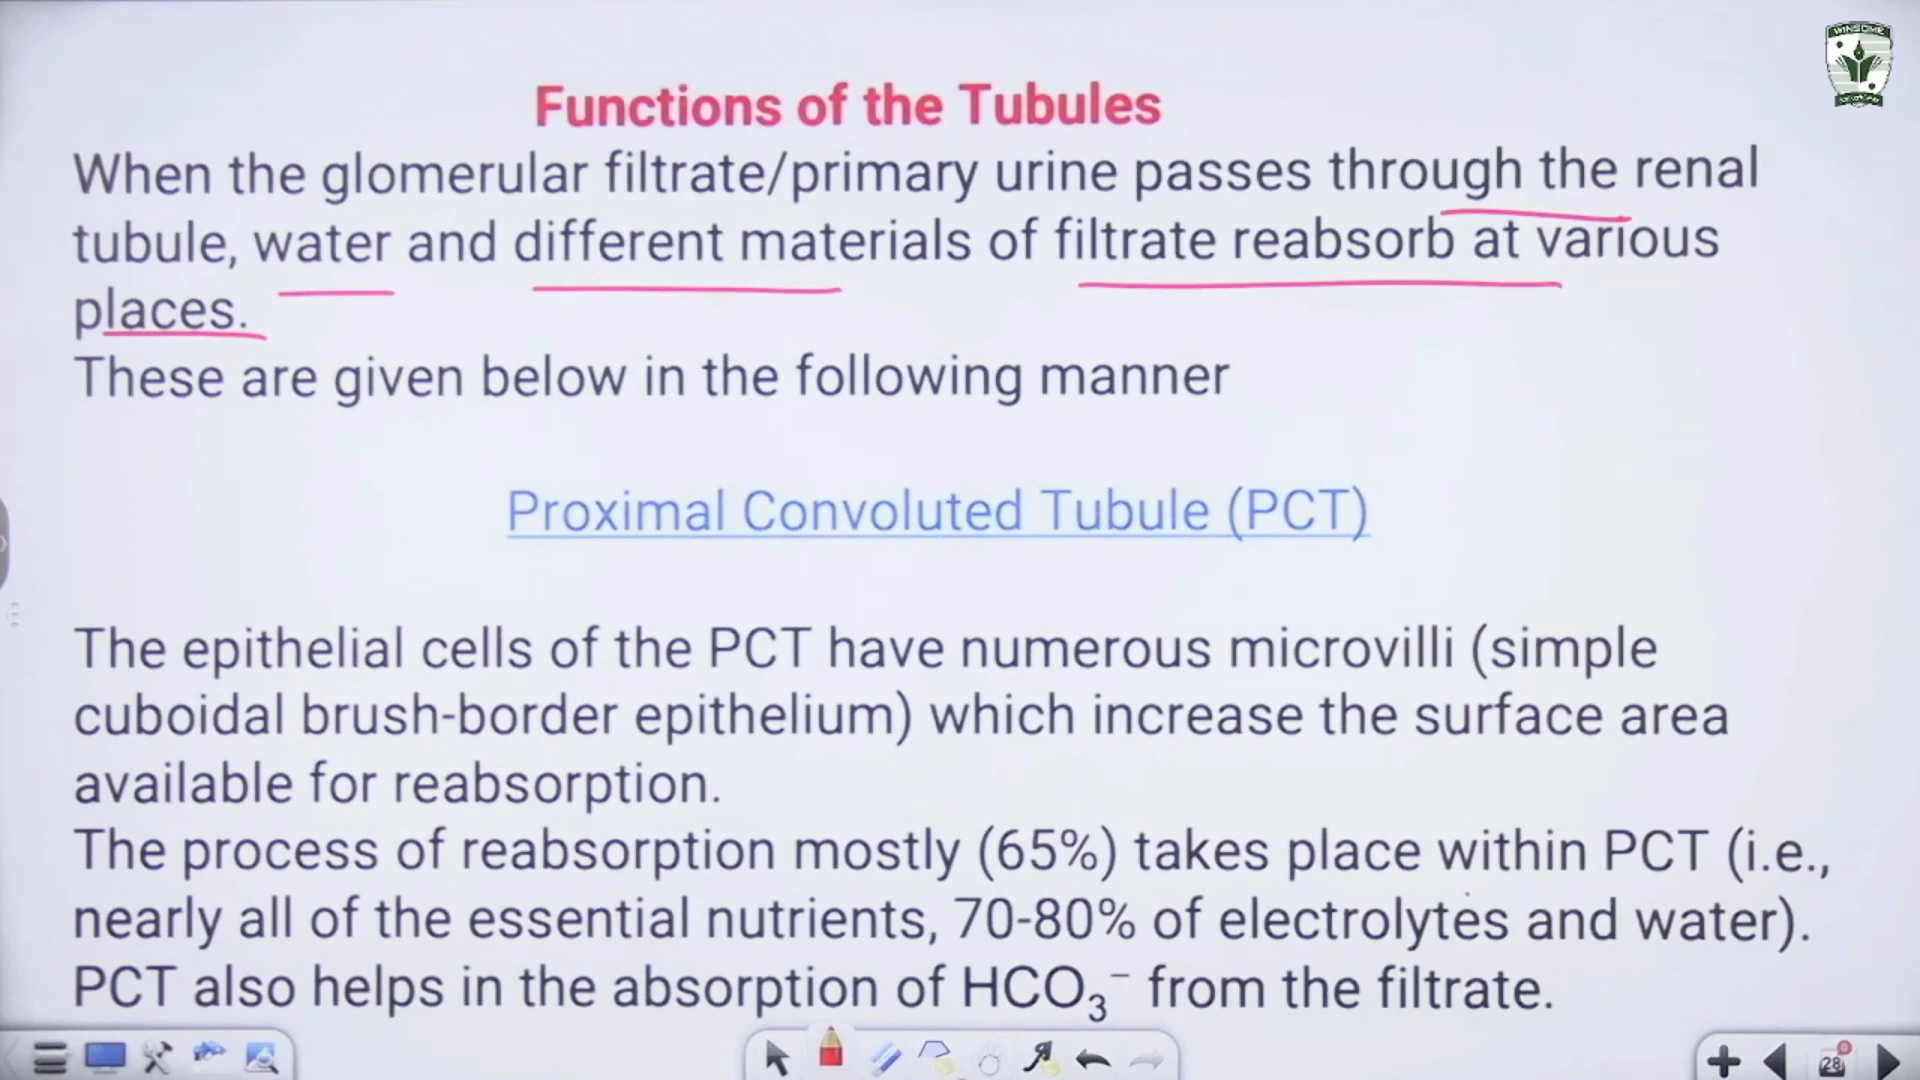 WINSOME
Functions of the Tubules
When the glomerular filtrate/primary urine passes through the renal
tubule, water and different materials of filtrate reabsorb at various
places.
These are given below in the following manner
Proximal Convoluted Tubule (PCT)
The epithelial cells of the PCT have numerous microvilli (simple
cuboidal brush-border epithelium) which increase the surface area
available for reabsorption.
The process of reabsorption mostly (65%) takes place within PCT (i.e.,
nearly all of the essential nutrients, 70-80% of electrolytes and water).
PCT also helps in the absorption of HCO₃⁻ from the filtrate.
28